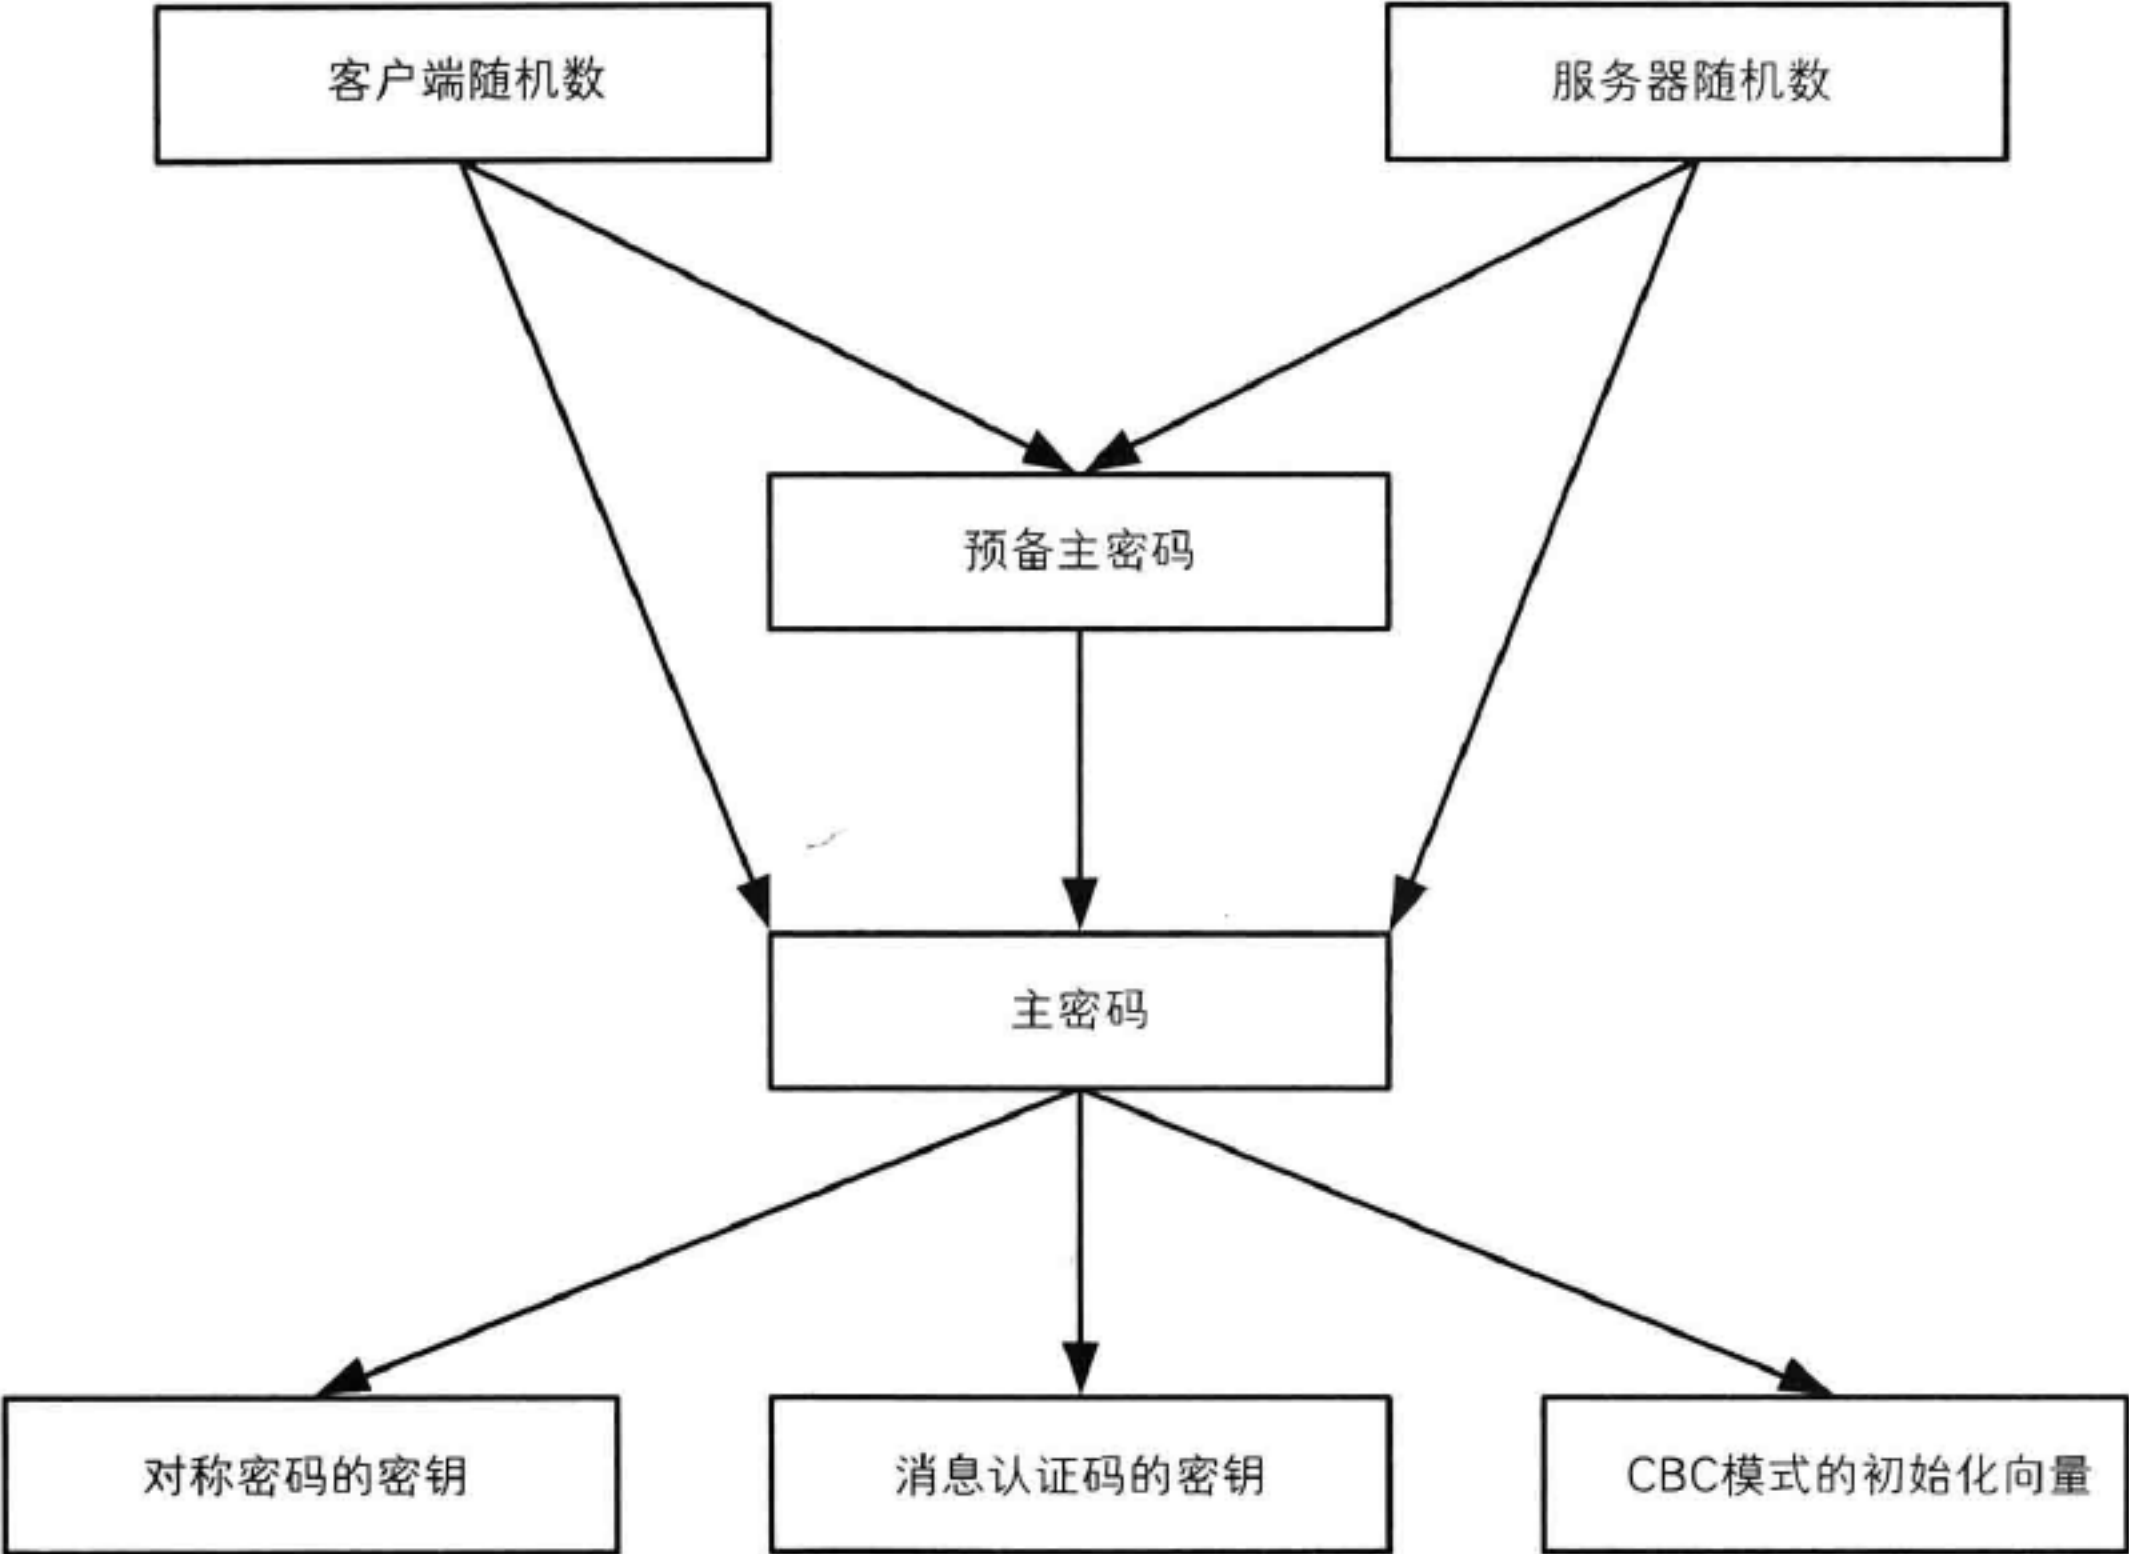 客户端随机数
服务器随机数
预备主密码
主密码
对称密码的密钥
消息认证码的密钥
CBC模式的初始化向量